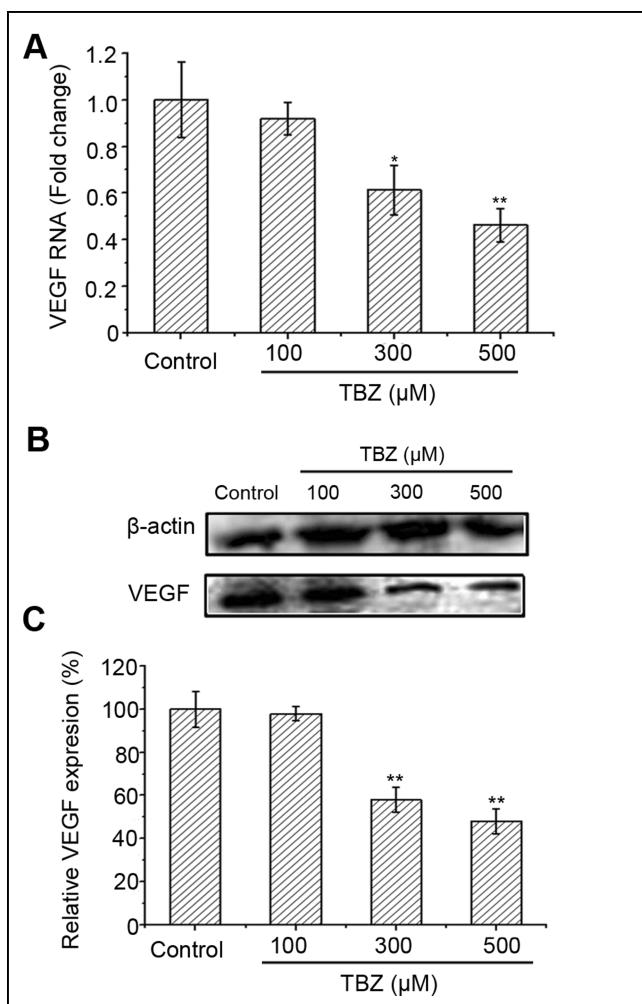 A
VEGF RNA (Fold change)
1.2
1.0
0.8
0.6
0.4
0.2
0
*
**
Control
100
300
500
TBZ (µM)
B
TBZ (µM)
Control
100
300
500
β-actin
VEGF
C
Relative VEGF expresion (%)
120
100
80
60
40
20
0
**
**
Control
100
300
500
TBZ (µM)